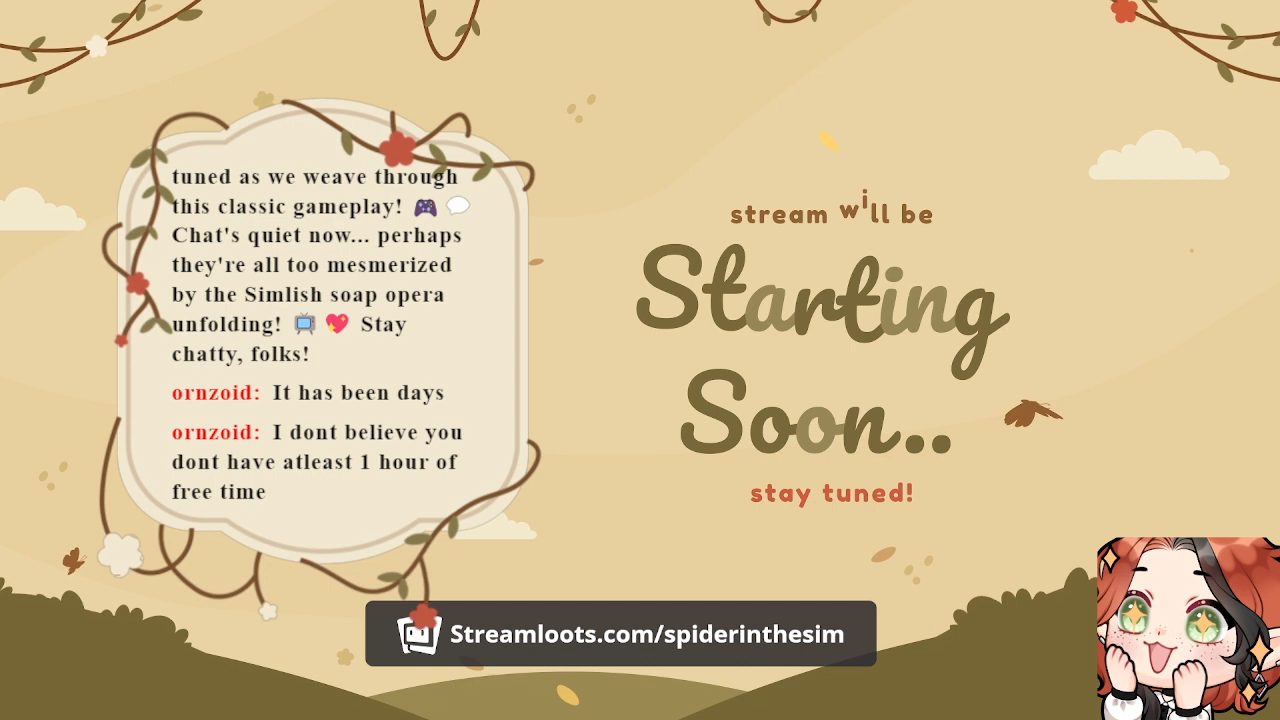 tuned as we weave through
this classic gameplay! 🎮 💬
Chat's quiet now... perhaps
they're all too mesmerized
by the Simlish soap opera
unfolding! 📺 💖 Stay
chatty, folks!
ornzoid: It has been days
ornzoid: I dont believe you
dont have atleast 1 hour of
free time
stream will be
Starting
Soon..
stay tuned!
Streamloots.com/spiderinthesim